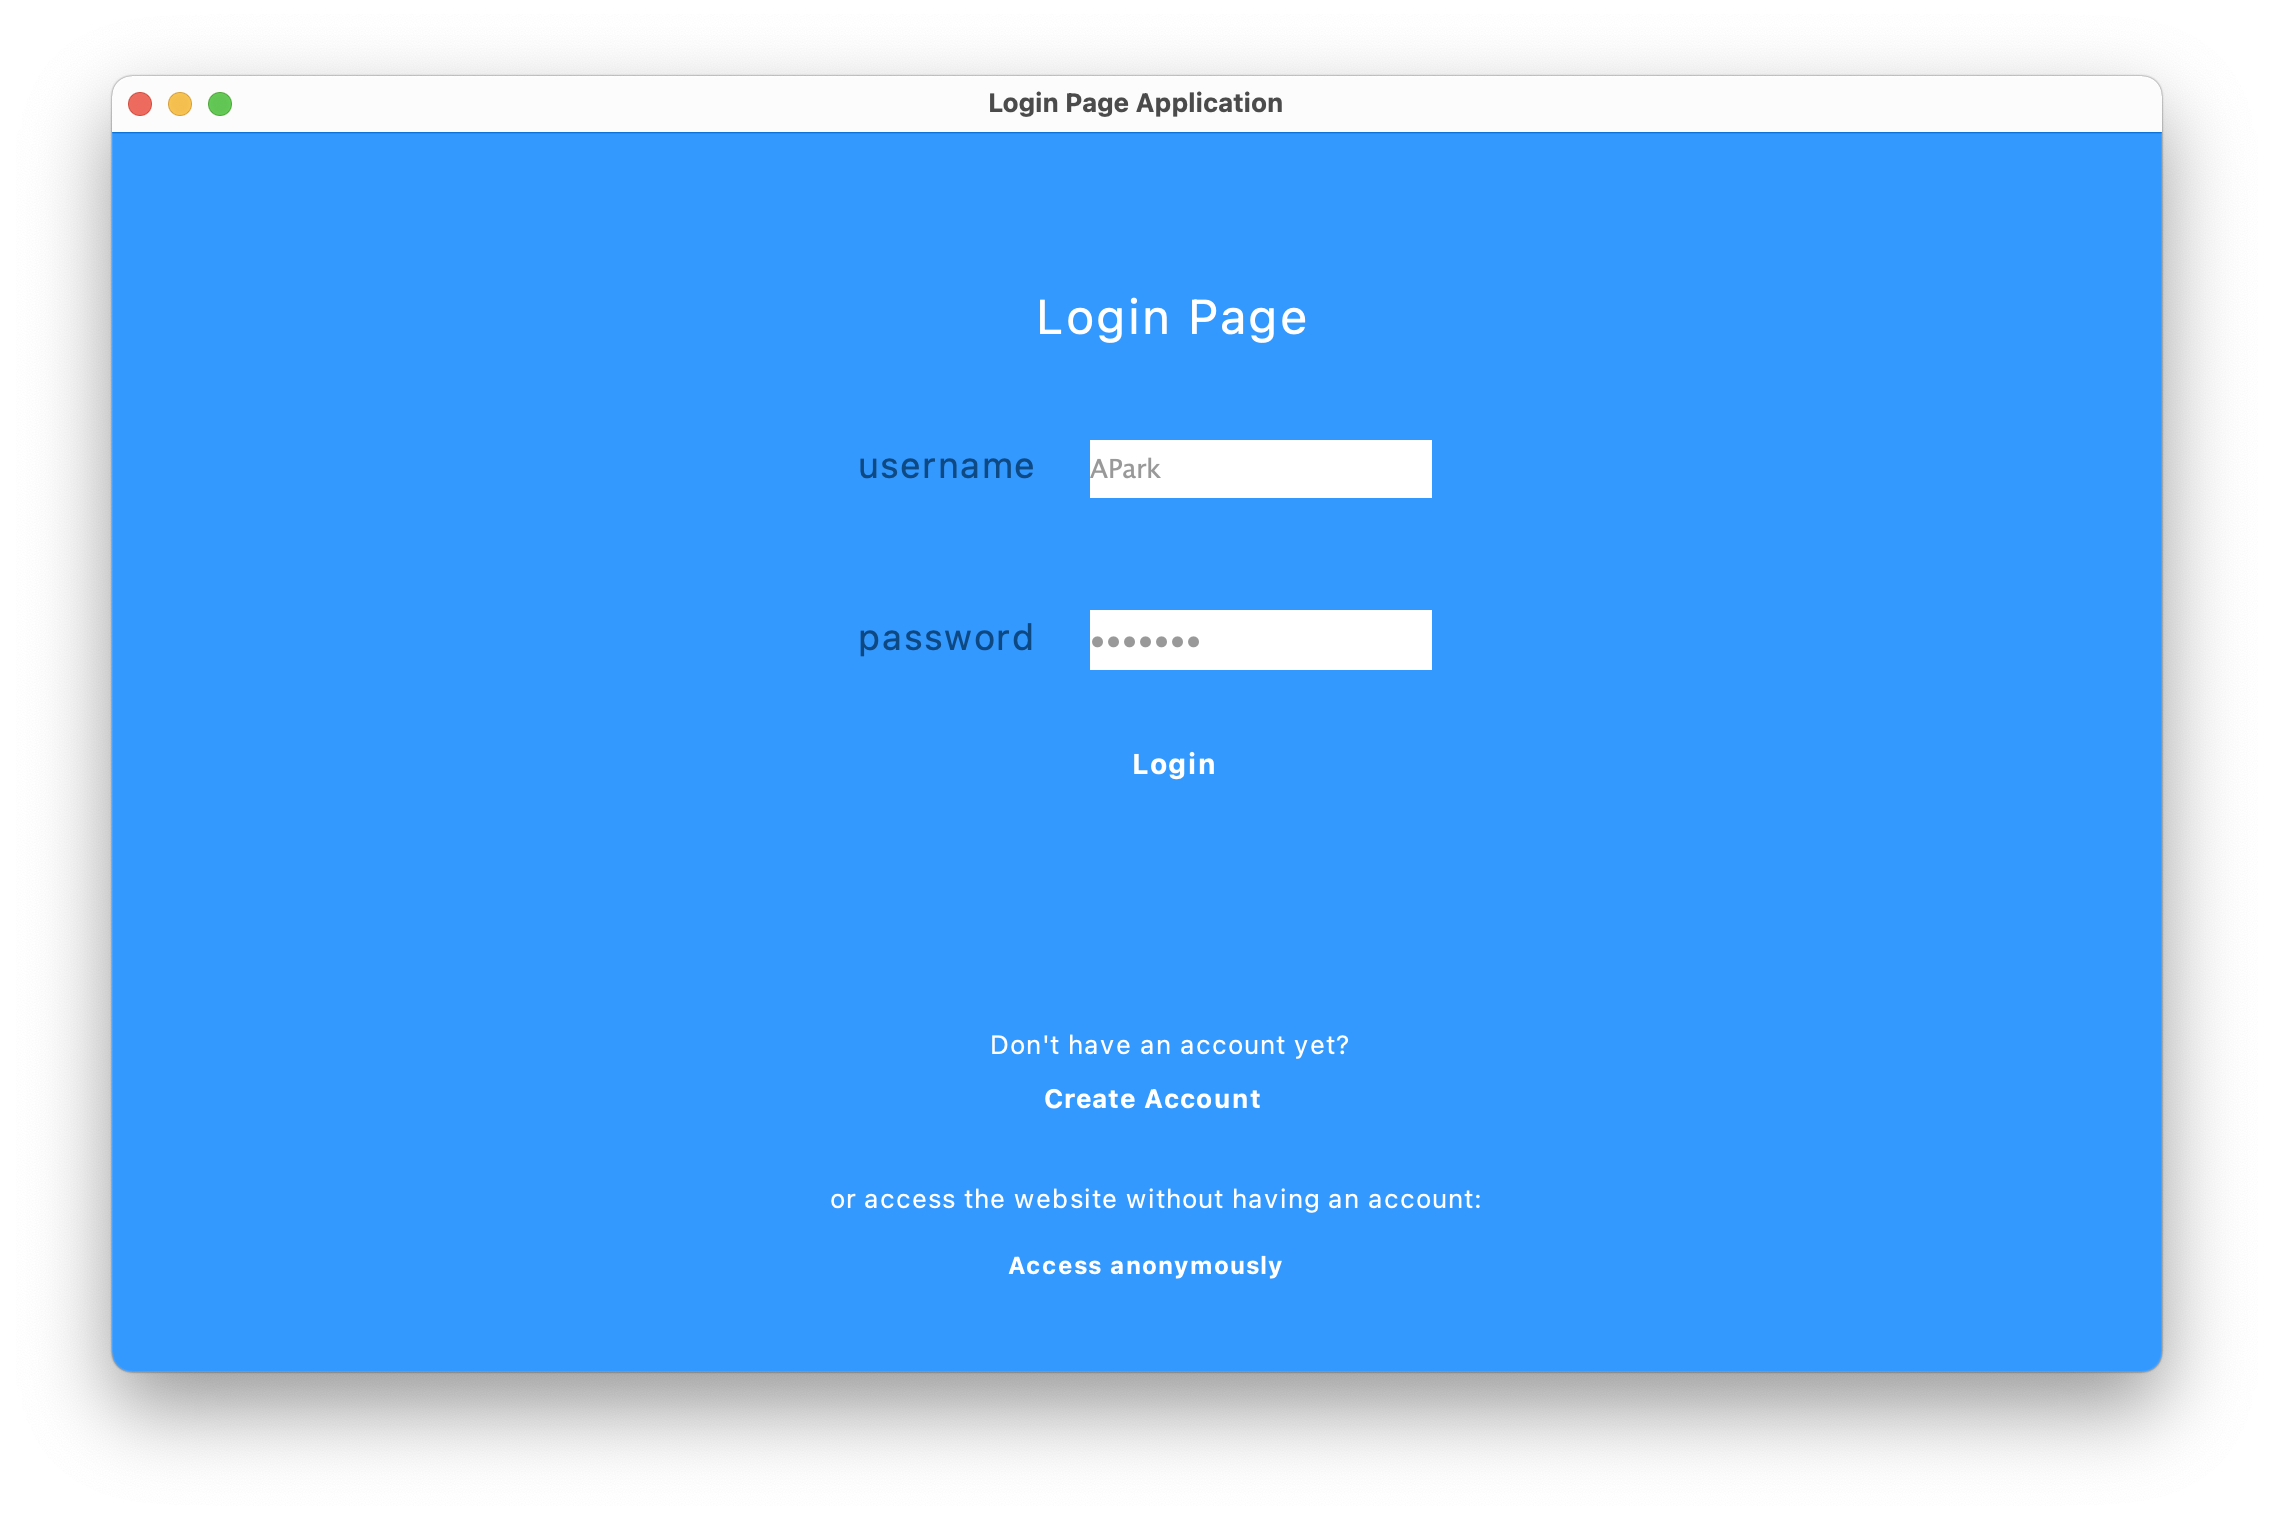 Login Page Application
Login Page
username APark
password •••••••
Login
Don't have an account yet?
Create Account
or access the website without having an account:
Access anonymously